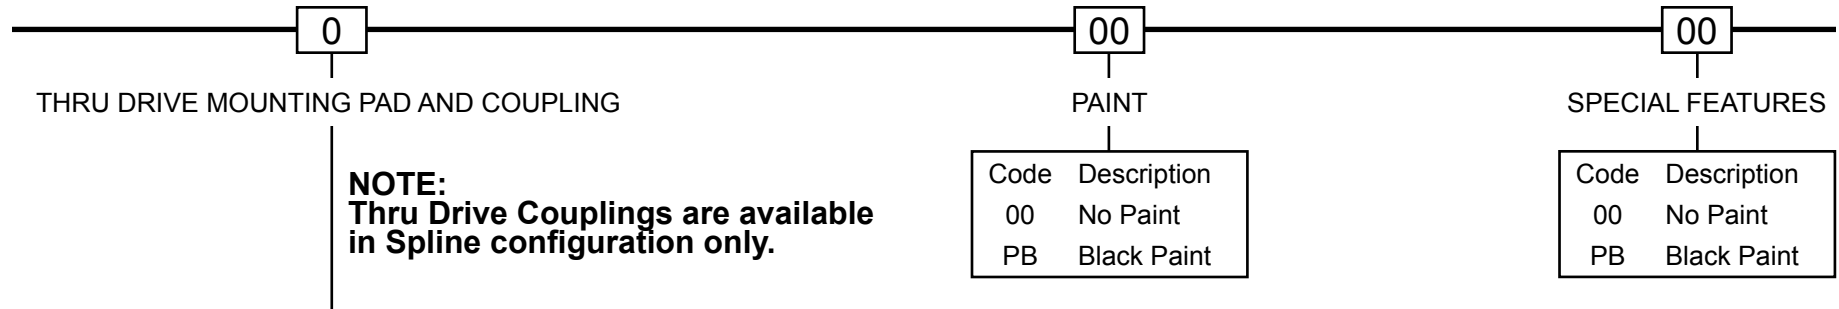 0
00
00
THRU DRIVE MOUNTING PAD AND COUPLING
PAINT
SPECIAL FEATURES
NOTE:
Thru Drive Couplings are available
in Spline configuration only.
Code Description
00 No Paint
PB Black Paint
Code Description
00 No Paint
PB Black Paint